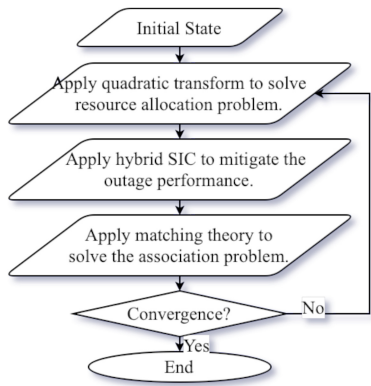 Initial State
Apply quadratic transform to solve
resource allocation problem.
Apply hybrid SIC to mitigate the
outage performance.
Apply matching theory to
solve the association problem.
Convergence?
No
Yes
End